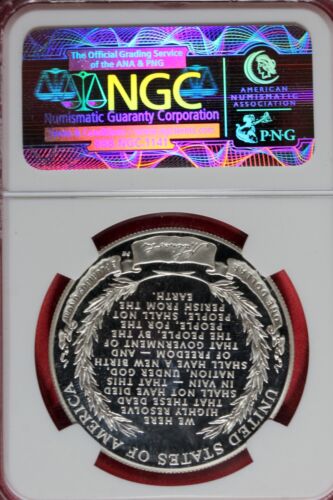 The Official Grading Service
of the ANA & PNG
NGC
Numismatic Guaranty Corporation
AMERICAN
NUMISMATIC
ASSOCIATION
PNG
UNITED STATES OF AMERICA
WE HERE
HIGHLY RESOLVE
THAT THESE DEAD
SHALL NOT HAVE DIED
IN VAIN — THAT THIS
NATION, UNDER GOD,
SHALL HAVE A NEW BIRTH
OF FREEDOM — AND
THAT GOVERNMENT OF
THE PEOPLE, BY THE
PEOPLE, FOR THE
PEOPLE, SHALL NOT
PERISH FROM THE
EARTH.